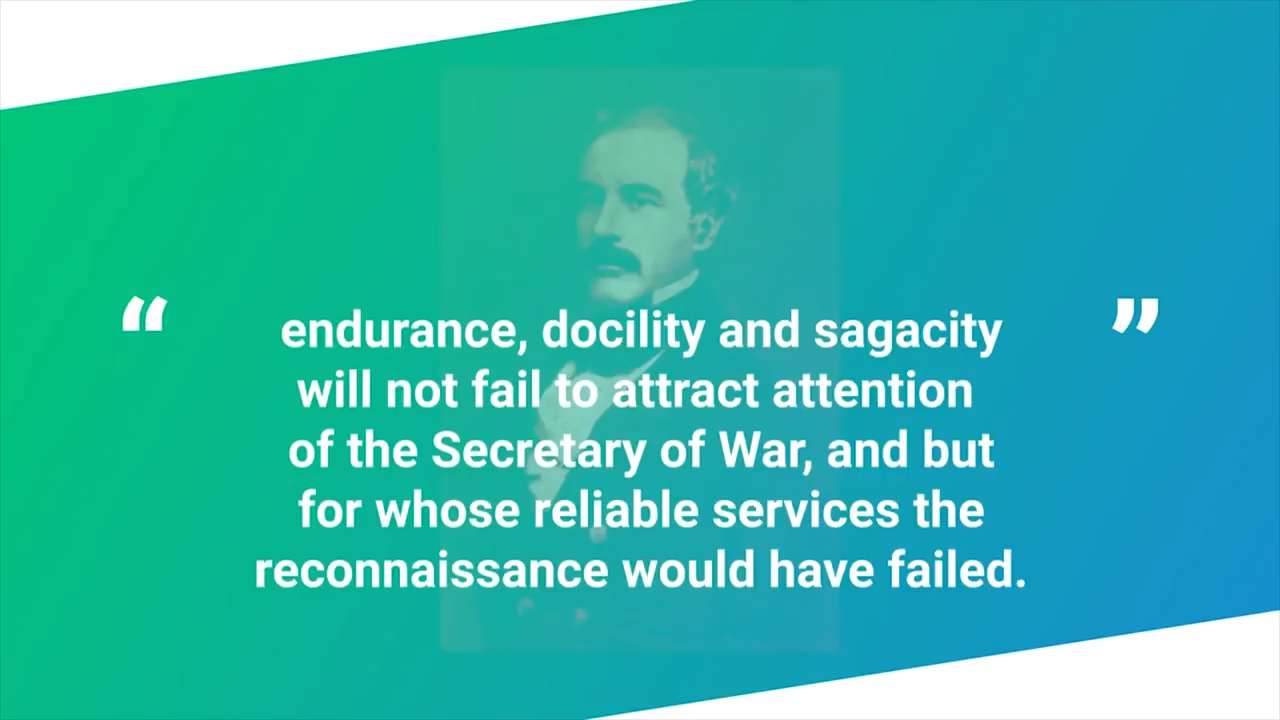 “ endurance, docility and sagacity ”
will not fail to attract attention
of the Secretary of War, and but
for whose reliable services the
reconnaissance would have failed.